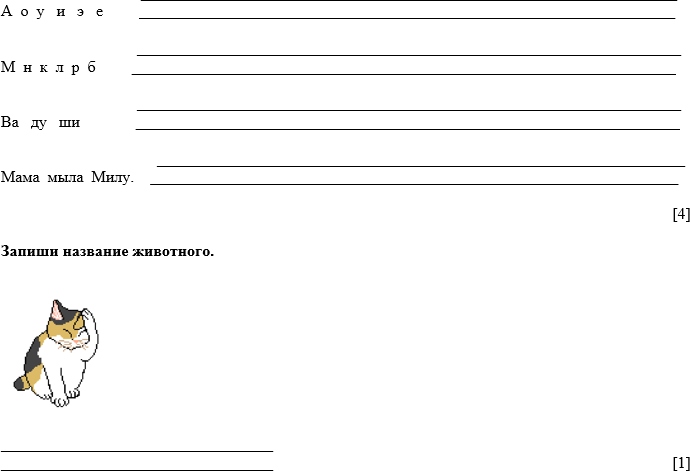 А о у и э е
М н к л р б
Ва ду ши
Мама мыла Милу.
[4]
Запиши название животного.
[1]